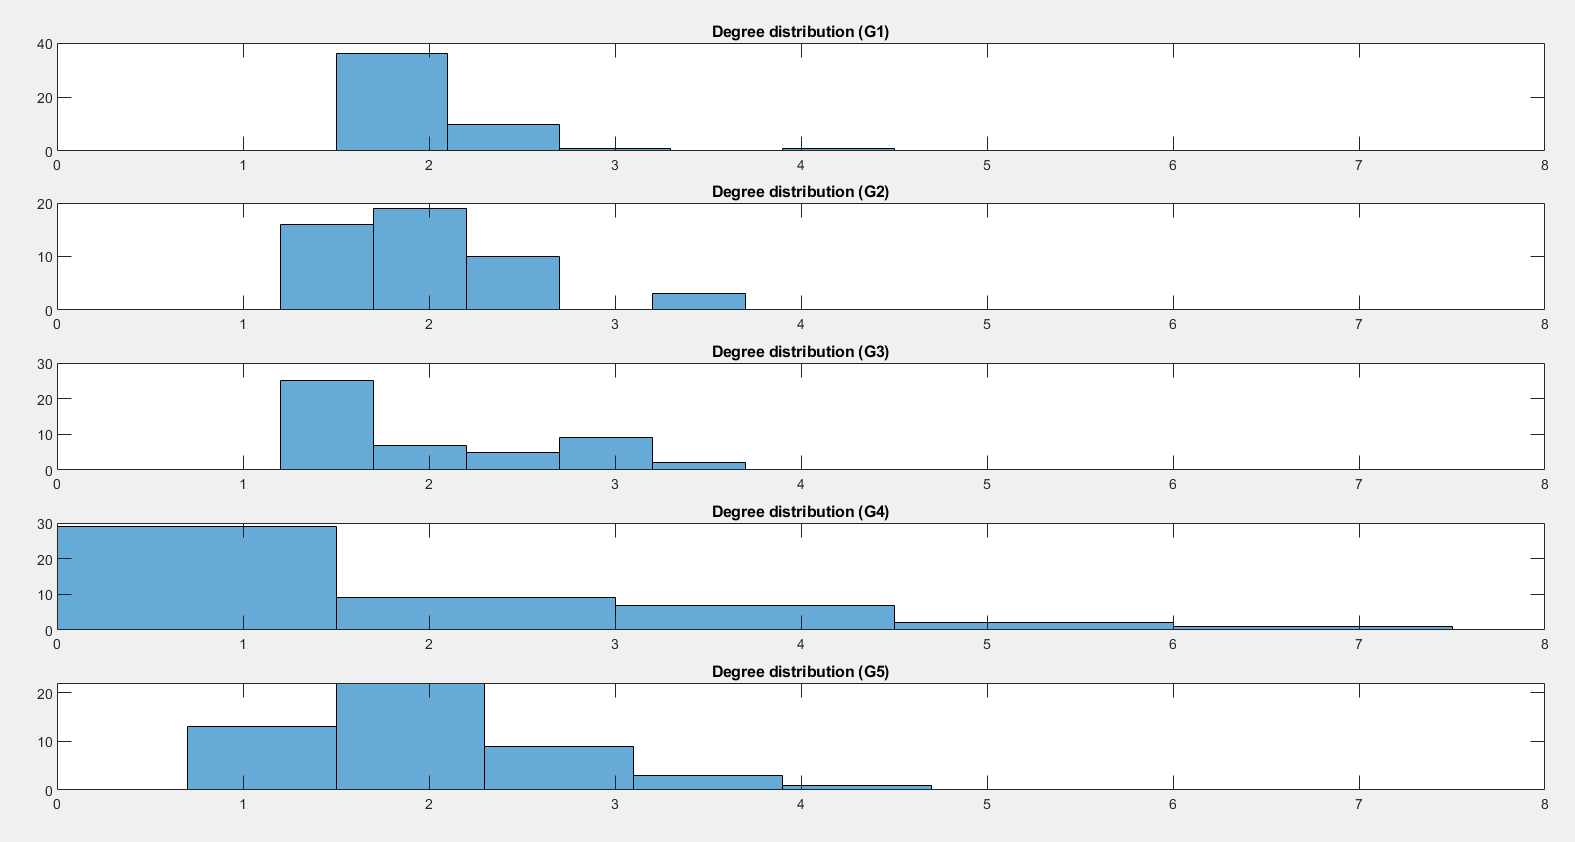 Degree distribution (G1)
40
20
0
0 1 2 3 4 5 6 7 8
Degree distribution (G2)
20
10
0
0 1 2 3 4 5 6 7 8
Degree distribution (G3)
30
20
10
0
0 1 2 3 4 5 6 7 8
Degree distribution (G4)
30
20
10
0
0 1 2 3 4 5 6 7 8
Degree distribution (G5)
20
10
0
0 1 2 3 4 5 6 7 8